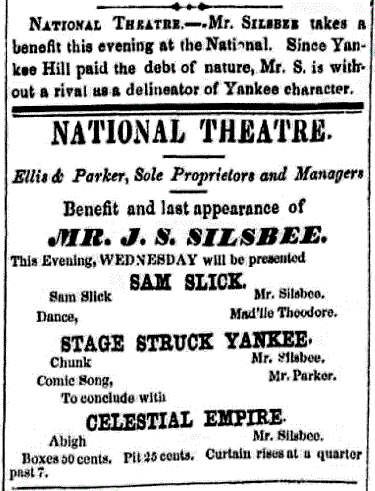 NATIONAL THEATRE.—Mr. SILSBEE takes a
benefit this evening at the National. Since Yan-
kee Hill paid the debt of nature, Mr. S. is with-
out a rival as a delineator of Yankee character.
NATIONAL THEATRE.
Ellis & Parker, Sole Proprietors and Managers
Benefit and last appearance of
MR. J. S. SILSBEE.
This Evening, WEDNESDAY will be presented
SAM SLICK.
Sam Slick Mr. Silsbee.
Dance, Mad'lle Theodore.
STAGE STRUCK YANKEE.
Chunk Mr. Silsbee.
Comic Song, Mr. Parker.
To conclude with
CELESTIAL EMPIRE.
Abigh Mr. Silsbee.
Boxes 50 cents. Pit 25 cents. Curtain rises at a quarter
past 7.